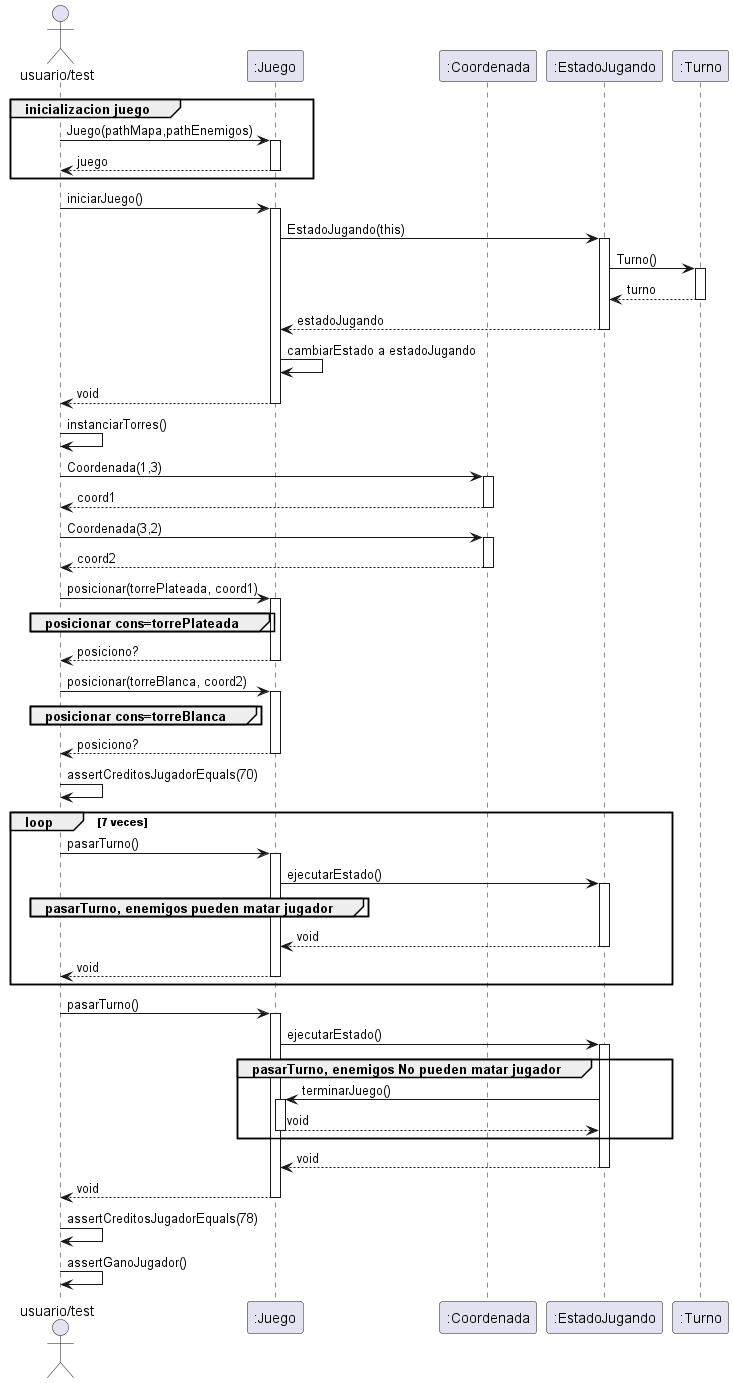 usuario/test
:Juego
:Coordenada
:EstadoJugando
:Turno
inicializacion juego
Juego(pathMapa,pathEnemigos)
juego
iniciarJuego()
EstadoJugando(this)
Turno()
turno
estadoJugando
cambiarEstado a estadoJugando
void
instanciarTorres()
Coordenada(1,3)
coord1
Coordenada(3,2)
coord2
posicionar(torrePlateada, coord1)
posicionar cons=torrePlateada
posiciono?
posicionar(torreBlanca, coord2)
posicionar cons=torreBlanca
posiciono?
assertCreditosJugadorEquals(70)
loop [7 veces]
pasarTurno()
ejecutarEstado()
pasarTurno, enemigos pueden matar jugador
void
void
pasarTurno()
ejecutarEstado()
pasarTurno, enemigos No pueden matar jugador
terminarJuego()
void
void
void
assertCreditosJugadorEquals(78)
assertGanoJugador()
usuario/test
:Juego
:Coordenada
:EstadoJugando
:Turno